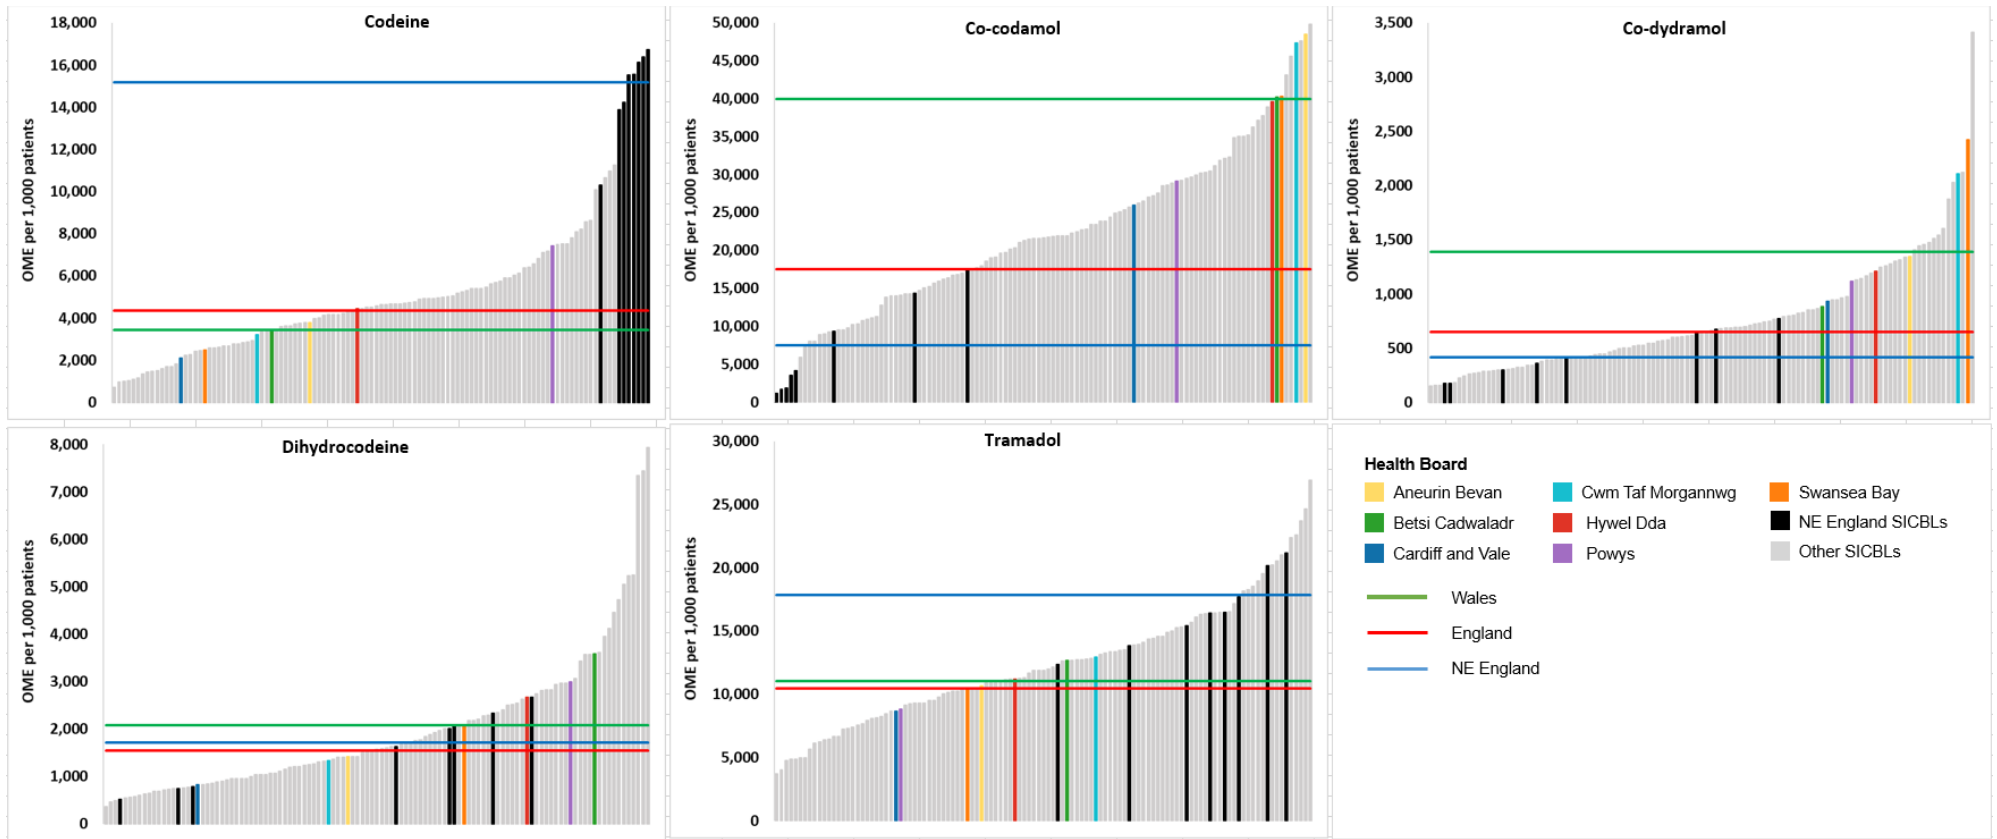 Codeine
OME per 1,000 patients
18,000
16,000
14,000
12,000
10,000
8,000
6,000
4,000
2,000
0
Co-codamol
OME per 1,000 patients
50,000
45,000
40,000
35,000
30,000
25,000
20,000
15,000
10,000
5,000
0
Co-dydramol
OME per 1,000 patients
3,500
3,000
2,500
2,000
1,500
1,000
500
0
Dihydrocodeine
OME per 1,000 patients
8,000
7,000
6,000
5,000
4,000
3,000
2,000
1,000
0
Tramadol
OME per 1,000 patients
30,000
25,000
20,000
15,000
10,000
5,000
0
Health Board
Aneurin Bevan
Cwm Taf Morgannwg
Swansea Bay
Betsi Cadwaladr
Hywel Dda
NE England SICBLs
Cardiff and Vale
Powys
Other SICBLs
Wales
England
NE England